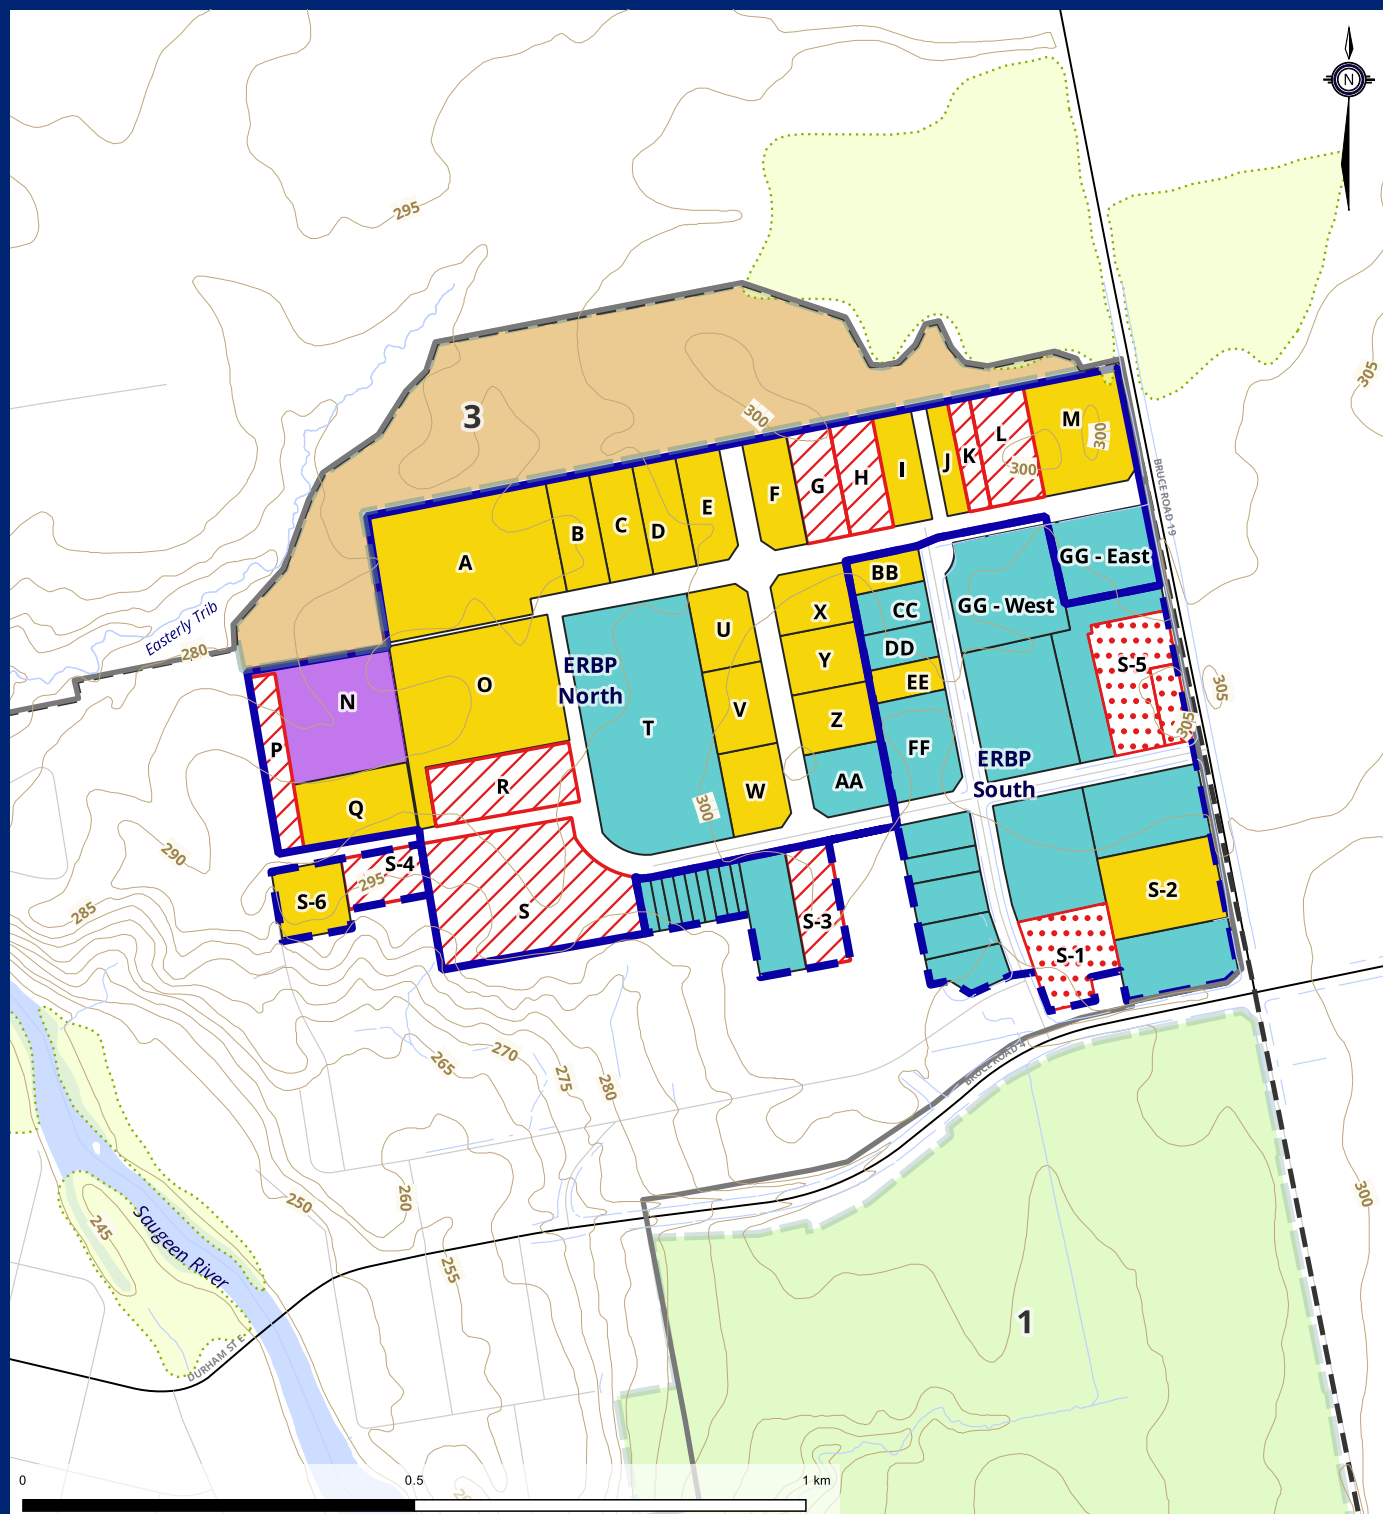 N
295
305
3
300
M
300
L
K
J
300
I
H
G
F
E
D
C
B
A
BRUCE ROAD 19
GG - East
GG - West
BB
CC
DD
EE
FF
X
Y
Z
AA
U
V
W
T
ERBP
North
300
Easterly Trib
280
N
O
P
Q
R
S
S-4
295
S-6
S-3
S-5
305
305
ERBP
South
S-2
S-1
290
285
BRUCE ROAD 4
265
270
275
280
250
260
255
245
Saugeen River
DURHAM ST E
300
1
0
0.5
1 km